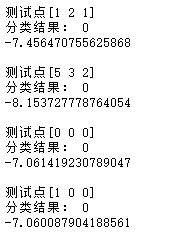 测试点[1 2 1]
分类结果： 0
-7.456470755625868
测试点[5 3 2]
分类结果： 0
-8.153727778764054
测试点[0 0 0]
分类结果： 0
-7.061419230789047
测试点[1 0 0]
分类结果： 0
-7.060087904188561